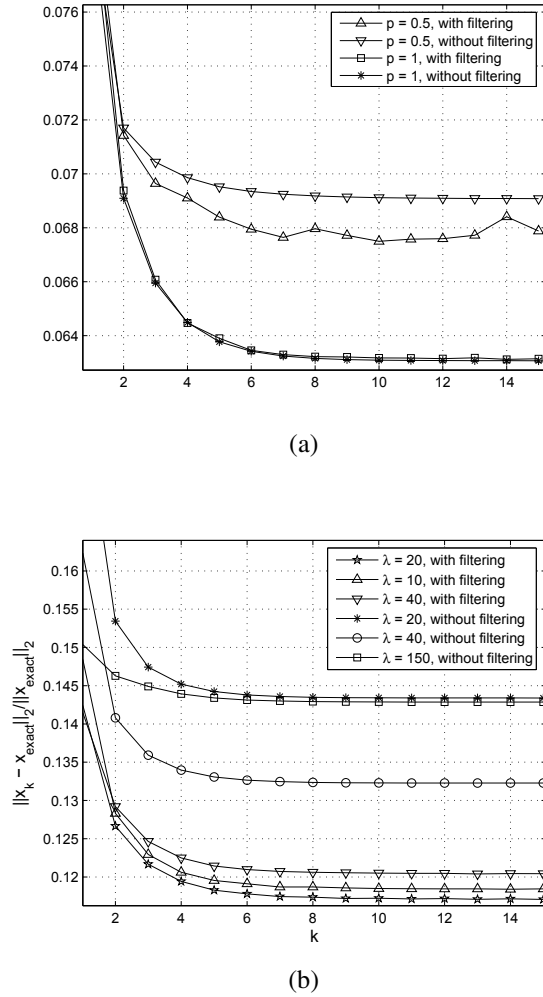 0.076
0.074
0.072
0.07
0.068
0.066
0.064
p = 0.5, with filtering
p = 0.5, without filtering
p = 1, with filtering
p = 1, without filtering
2 4 6 8 10 12 14
(a)
0.16
0.155
0.15
0.145
0.14
0.135
0.13
0.125
0.12
||x_k - x_exact||_2/||x_exact||_2
λ = 20, with filtering
λ = 10, with filtering
λ = 40, with filtering
λ = 20, without filtering
λ = 40, without filtering
λ = 150, without filtering
2 4 6 8 10 12 14
k
(b)